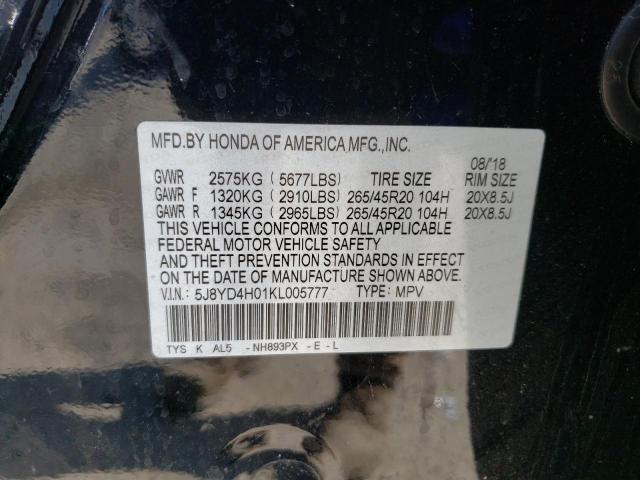 MFD.BY HONDA OF AMERICA MFG.,INC.
08/18
GVWR 2575KG (5677LBS) TIRE SIZE RIM SIZE
GAWR F 1320KG (2910LBS) 265/45R20 104H 20X8.5J
GAWR R 1345KG (2965LBS) 265/45R20 104H 20X8.5J
THIS VEHICLE CONFORMS TO ALL APPLICABLE
FEDERAL MOTOR VEHICLE SAFETY
AND THEFT PREVENTION STANDARDS IN EFFECT
ON THE DATE OF MANUFACTURE SHOWN ABOVE.
V.I.N.: 5J8YD4H01KL005777 TYPE: MPV
TYS K AL5 - NH893PX - E - L